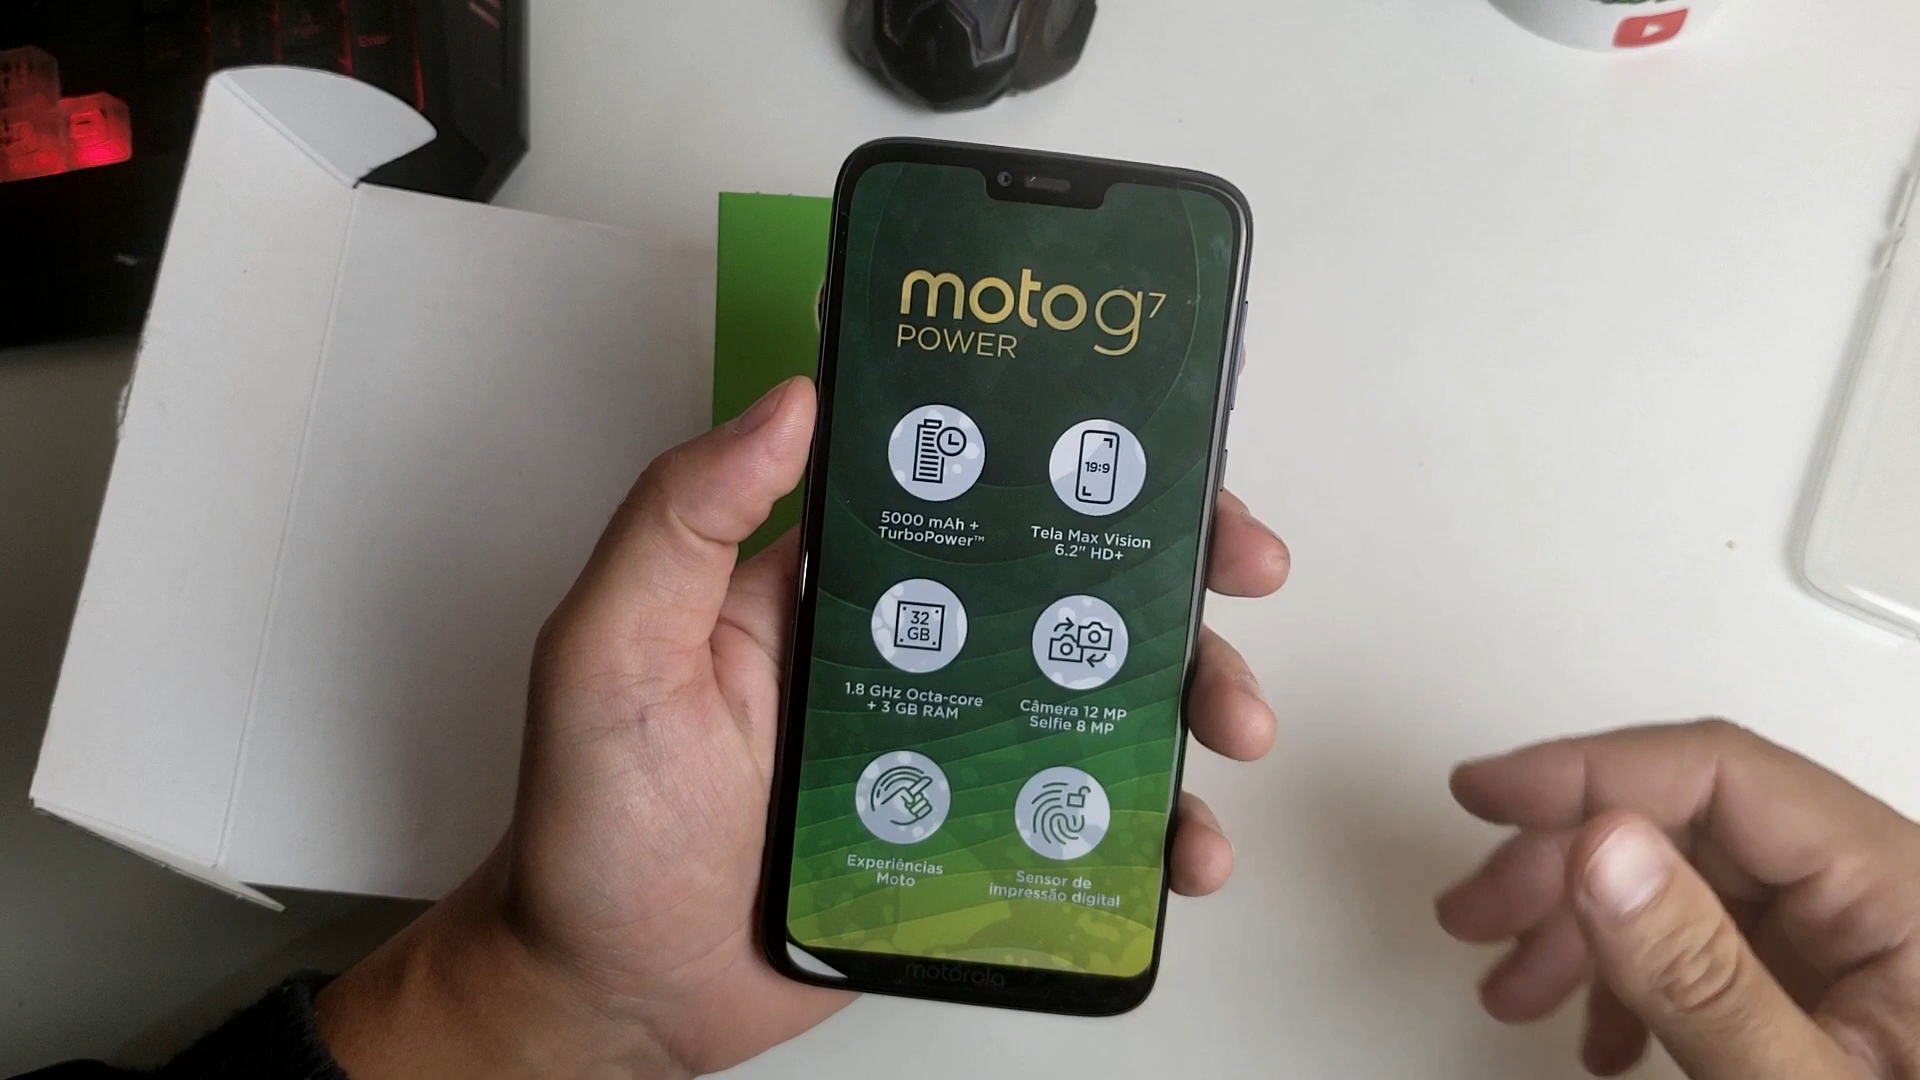 Enter
moto g7
POWER
19:9
5000 mAh +
TurboPower™
Tela Max Vision
6.2" HD+
32
GB
1.8 GHz Octa-core
+ 3 GB RAM
Câmera 12 MP
Selfie 8 MP
Experiências
Moto
Sensor de
impressão digital
motorola